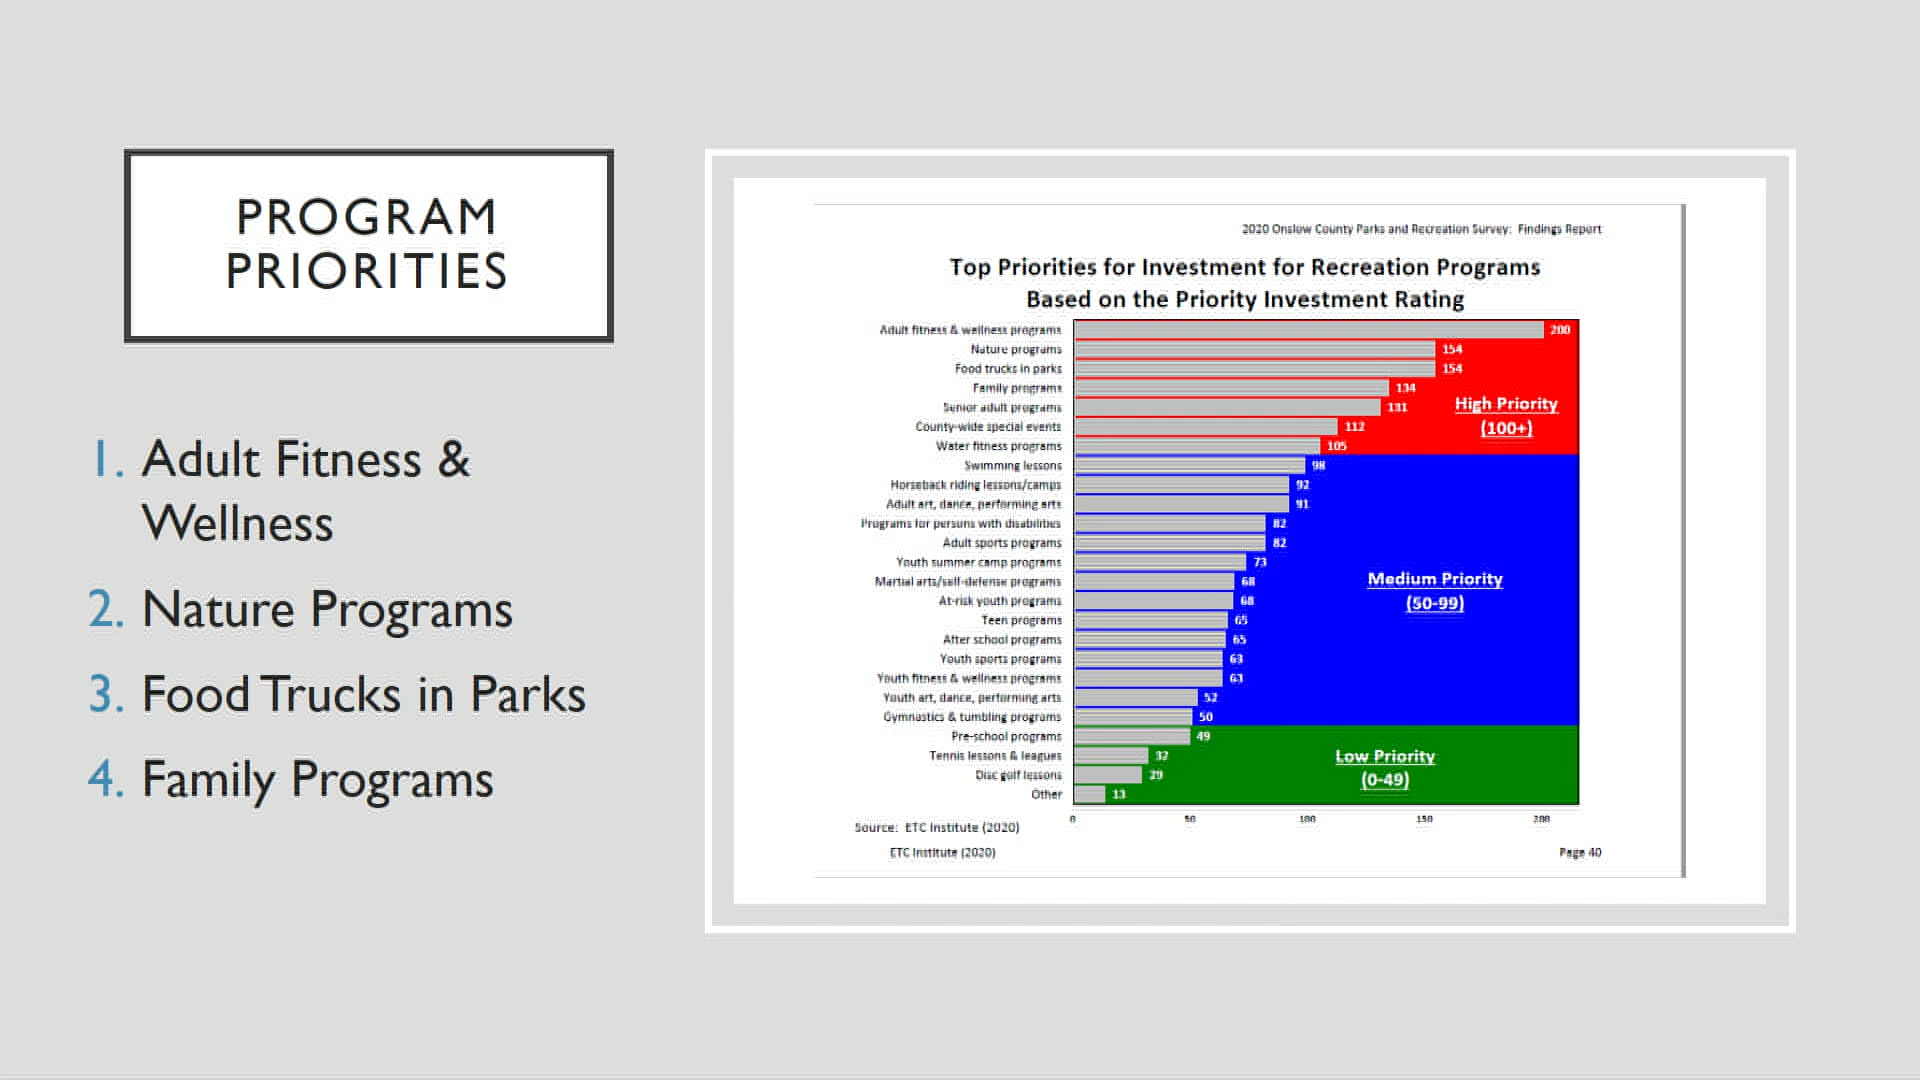 PROGRAM
PRIORITIES
1. Adult Fitness &
Wellness
2. Nature Programs
3. Food Trucks in Parks
4. Family Programs
2020 Onslow County Parks and Recreation Survey: Findings Report
Top Priorities for Investment for Recreation Programs
Based on the Priority Investment Rating
Adult fitness & wellness programs 200
Nature programs 154
Food trucks in parks 154
Family programs 134
Senior adult programs 131
County-wide special events 112
Water fitness programs 105
High Priority
(100+)
Swimming lessons 98
Horseback riding lessons/camps 92
Adult art, dance, performing arts 91
Programs for persons with disabilities 82
Adult sports programs 82
Youth summer camp programs 73
Martial arts/self-defense programs 68
At-risk youth programs 68
Teen programs 65
After school programs 65
Youth sports programs 63
Youth fitness & wellness programs 63
Youth art, dance, performing arts 52
Gymnastics & tumbling programs 50
Medium Priority
(50-99)
Pre-school programs 49
Tennis lessons & leagues 32
Disc golf lessons 29
Other 13
Low Priority
(0-49)
0 50 100 150 200
Source: ETC Institute (2020)
ETC Institute (2020)
Page 40